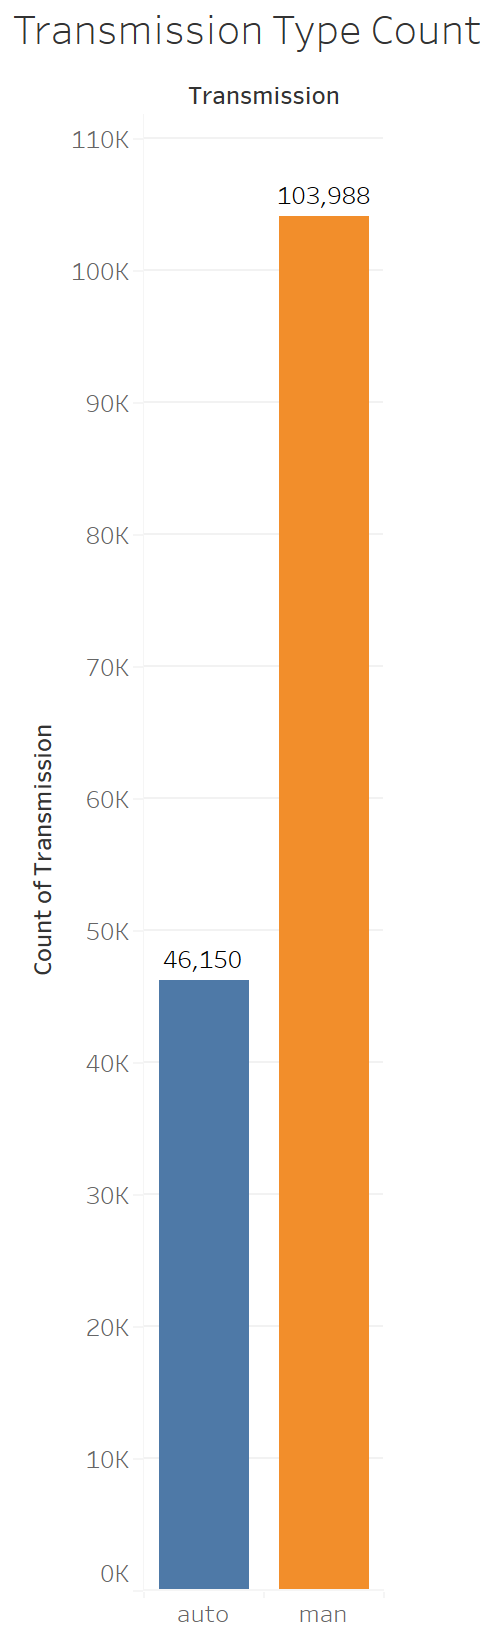 Transmission Type Count
Transmission
110K
103,988
100K
90K
80K
70K
60K
Count of Transmission
50K
46,150
40K
30K
20K
10K
0K
auto man